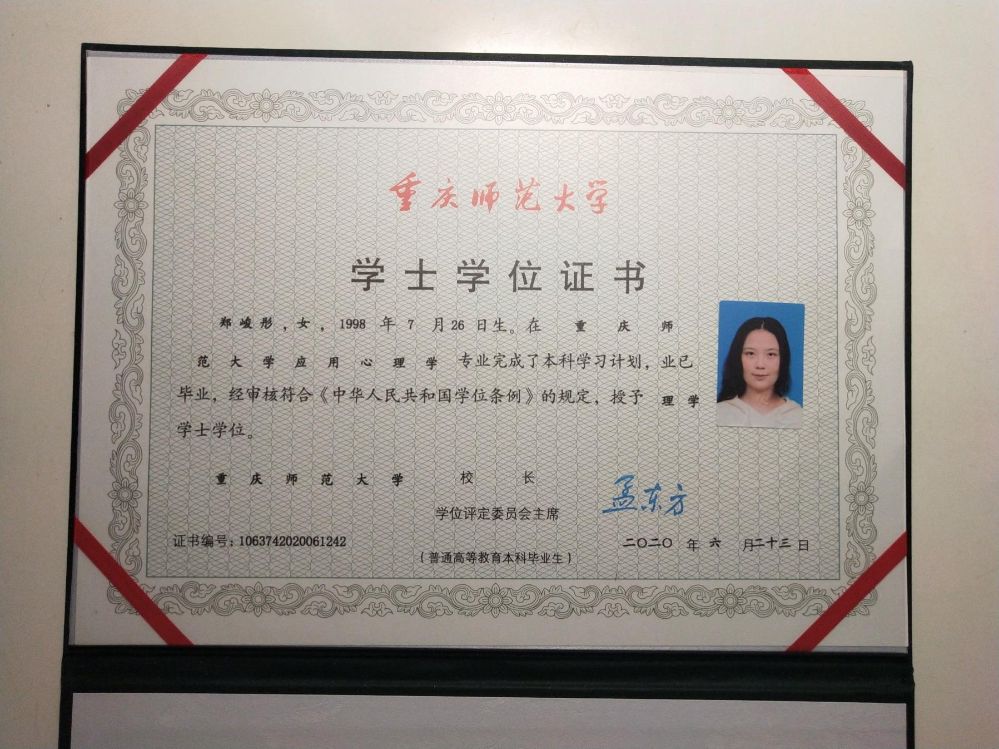 重庆师范大学
学士学位证书
郑峻彤，女，1998 年 7 月 26 日生。在 重庆师
范大学应用心理学 专业完成了本科学习计划，业已
毕业，经审核符合《中华人民共和国学位条例》的规定，授予 理学
学士学位。
重庆师范大学 校长
孟东方
学位评定委员会主席
证书编号：1063742020061242
二〇二〇 年 六 月二十三 日
（普通高等教育本科毕业生）